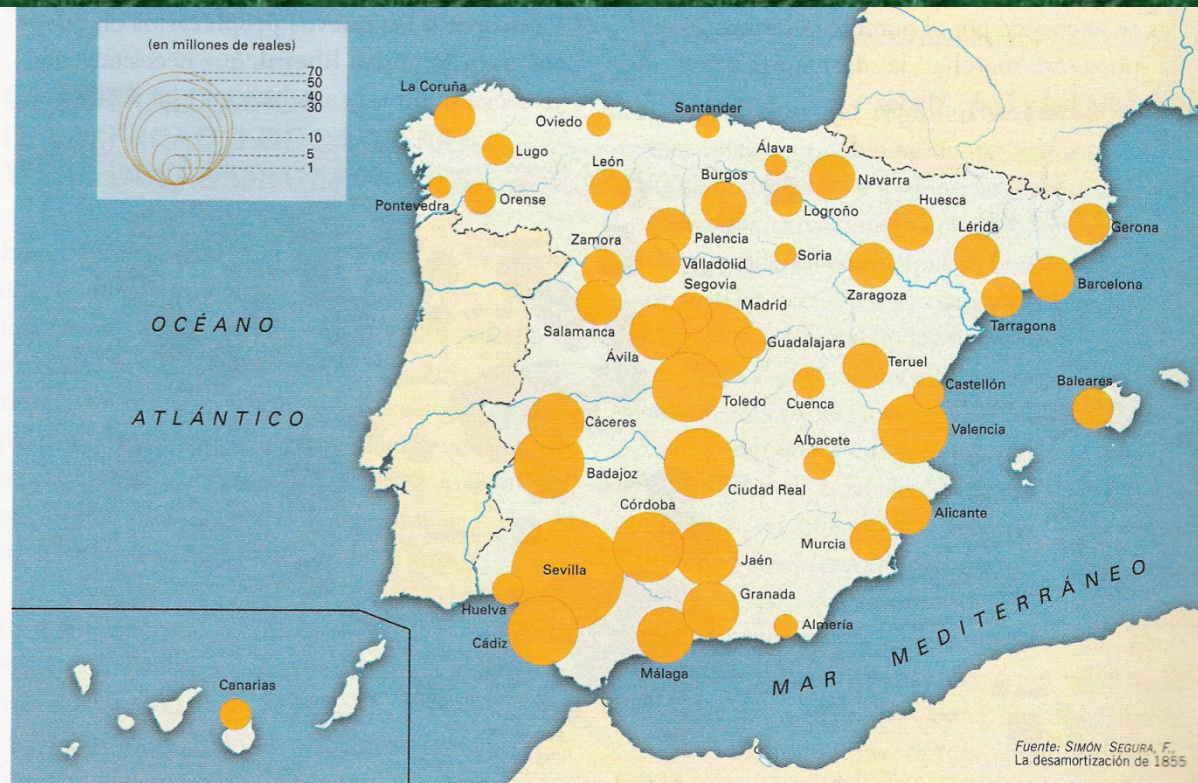 (en millones de reales)
70
50
40
30
10
5
1
La Coruña
Oviedo
Santander
Lugo
León
Álava
Burgos
Navarra
Pontevedra
Orense
Logroño
Huesca
Lérida
Gerona
Zamora
Palencia
Valladolid
Soria
Zaragoza
Barcelona
Segovia
Madrid
Tarragona
Salamanca
Ávila
Guadalajara
Teruel
Castellón
Baleares
Toledo
Cuenca
Cáceres
Valencia
Albacete
Badajoz
Ciudad Real
Córdoba
Alicante
Murcia
Sevilla
Jaén
Huelva
Granada
Cádiz
Almería
Málaga
Canarias
OCÉANO
ATLÁNTICO
MAR MEDITERRÁNEO
Fuente: SIMÓN SEGURA, F.,
La desamortización de 1855